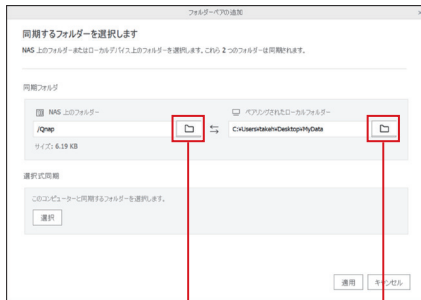 フォルダーペアの追加
同期するフォルダーを選択します
NAS 上のフォルダーまたはローカルデバイス上のフォルダーを選択します。これら 2 つのフォルダーは同期されます。
同期フォルダ
NAS 上のフォルダー
ペアリングされたローカルフォルダー
/Qnap
C:¥Users¥takeh¥Desktop¥MyData
サイズ: 6.19 KB
選択式同期
このコンピューターと同期するフォルダーを選択します。
選択
適用
キャンセル